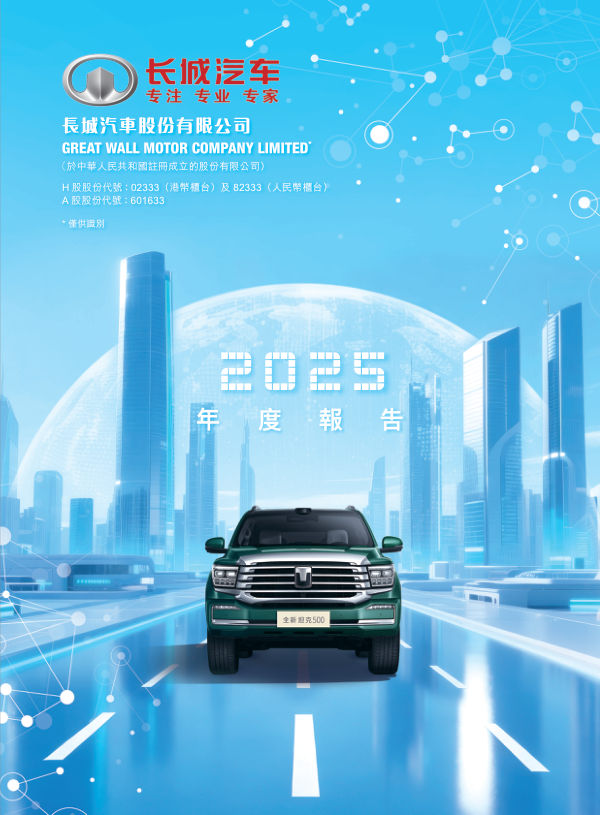 长城汽车
专注 专业 专家
長城汽車股份有限公司
GREAT WALL MOTOR COMPANY LIMITED*
（於中華人民共和國註冊成立的股份有限公司）
H 股股份代號：02333（港幣櫃台）及 82333（人民幣櫃台）
A 股股份代號：601633
* 僅供識別
2025
年度報告
全新坦克500